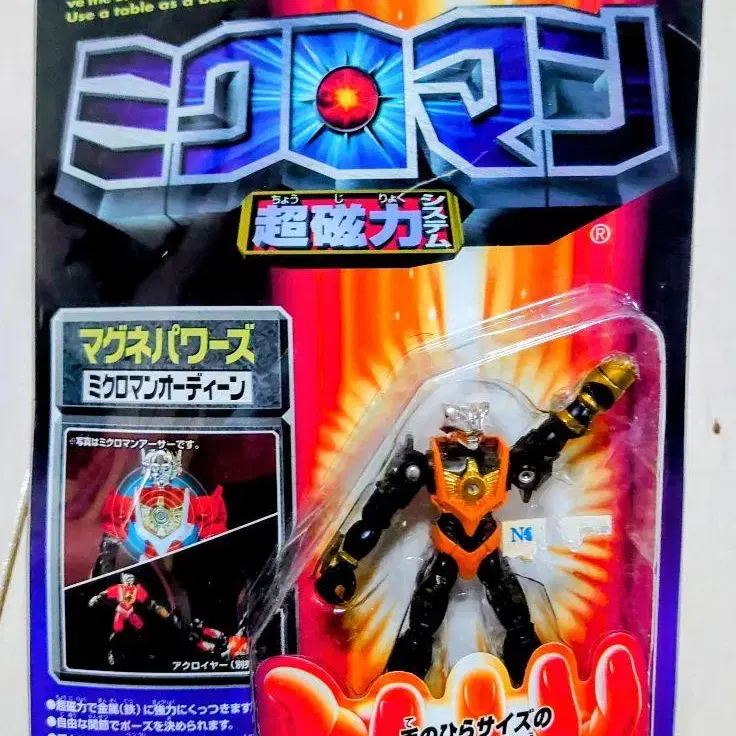 Use a table as a bas
ミクロマン
ちょう じ りょく
超磁力システム
®
マグネパワーズ
ミクロマンオーディーン
※写真はミクロマンアーサーです。
N
アクロイヤー(別売
●超磁力で金属(鉄)に強力にくっつきます
●自由な関節でポーズを決められます。
て
手のひらサイズの